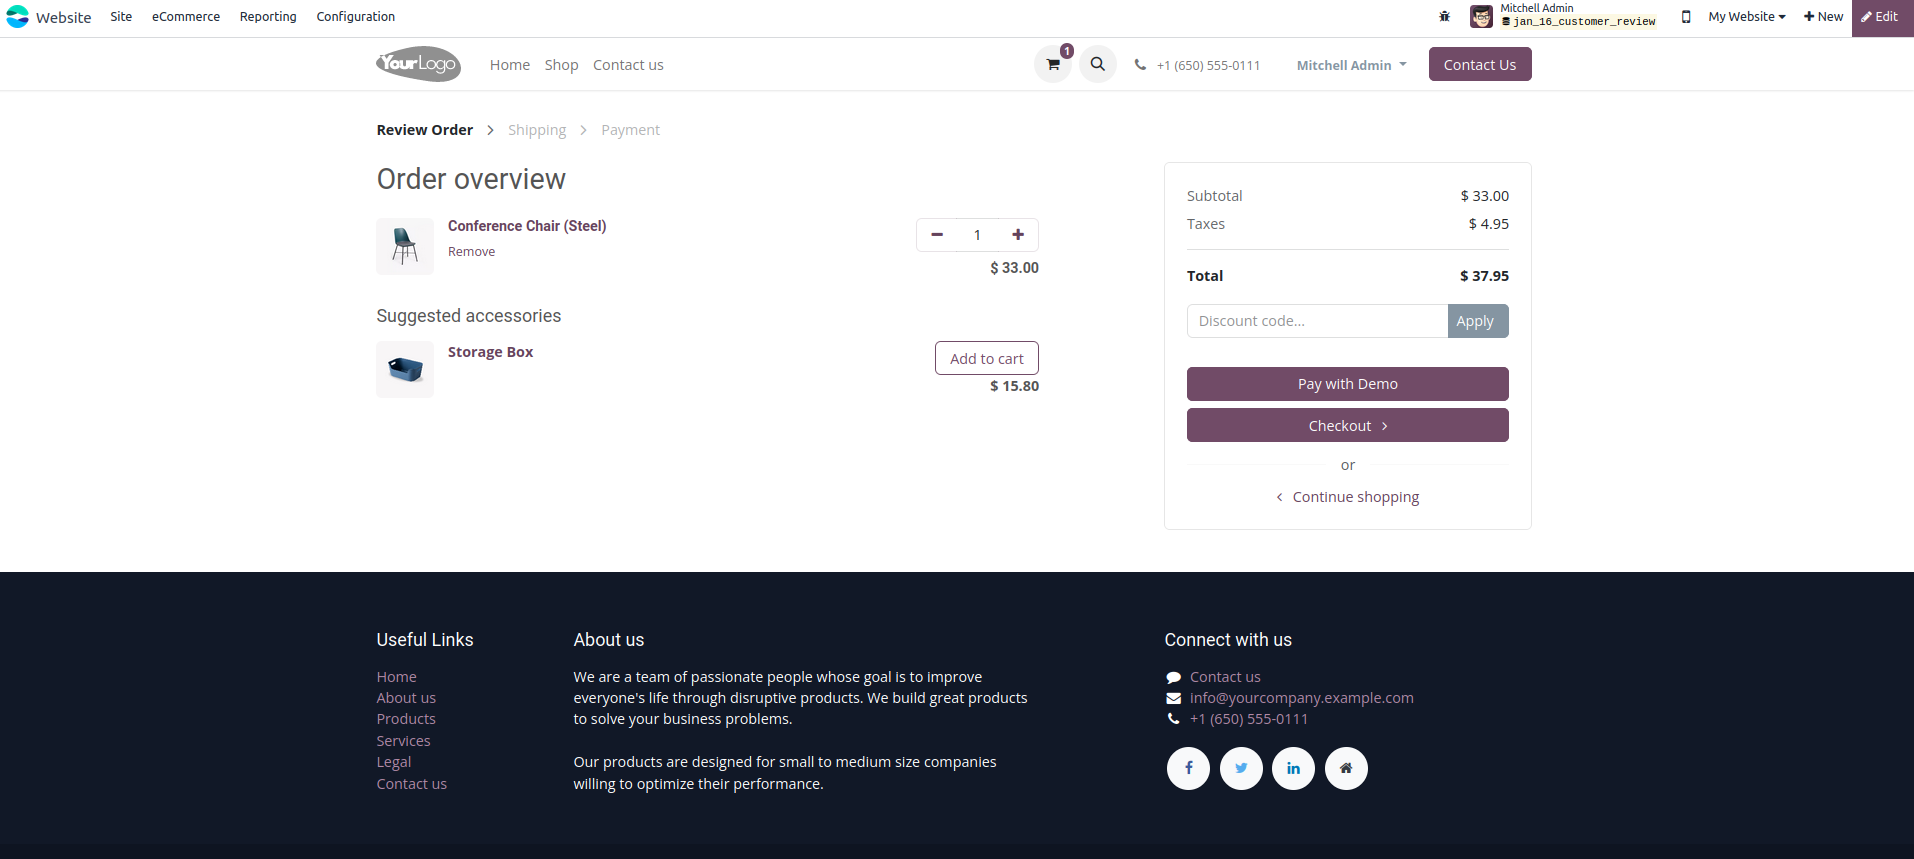 Website Site eCommerce Reporting Configuration Mitchell Admin jan_16_customer_review My Website New Edit
YourLogo Home Shop Contact us 1 +1 (650) 555-0111 Mitchell Admin Contact Us
Review Order Shipping Payment
Order overview
Conference Chair (Steel)
Remove
1
$ 33.00
Suggested accessories
Storage Box
Add to cart
$ 15.80
Subtotal $ 33.00
Taxes $ 4.95
Total $ 37.95
Discount code... Apply
Pay with Demo
Checkout
or
Continue shopping
Useful Links
Home
About us
Products
Services
Legal
Contact us
About us
We are a team of passionate people whose goal is to improve
everyone's life through disruptive products. We build great products
to solve your business problems.
Our products are designed for small to medium size companies
willing to optimize their performance.
Connect with us
Contact us
info@yourcompany.example.com
+1 (650) 555-0111